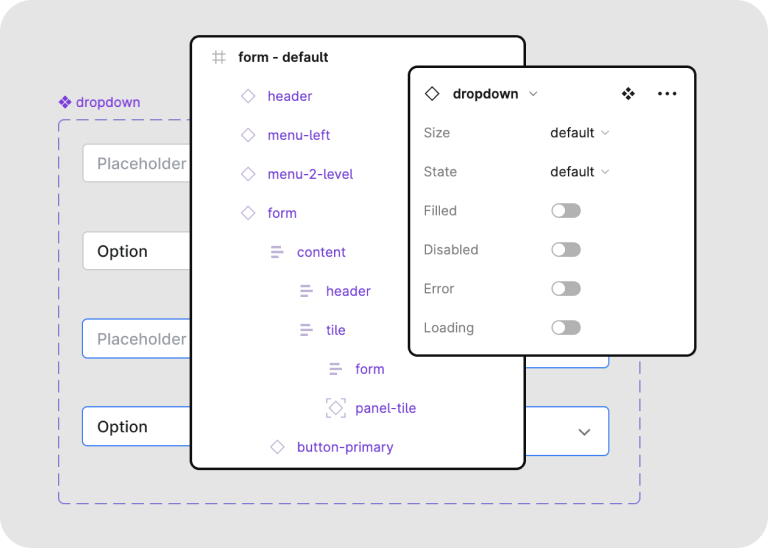 dropdown
Placeholder
Option
Placeholder
Option
form - default
header
menu-left
menu-2-level
form
content
header
tile
form
panel-tile
button-primary
dropdown
Size default
State default
Filled
Disabled
Error
Loading